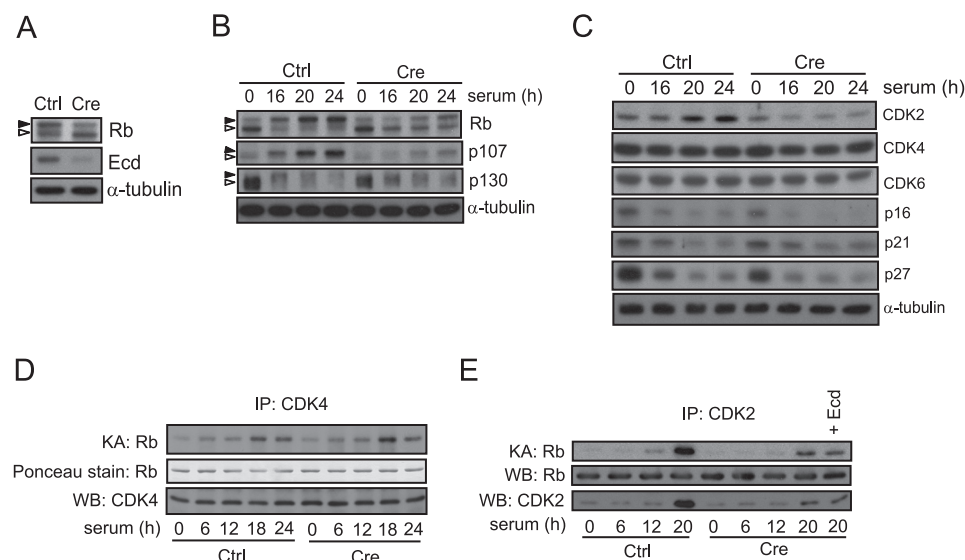 A
Ctrl Cre
Rb
Ecd
α-tubulin
B
Ctrl Cre
0 16 20 24 0 16 20 24 serum (h)
Rb
p107
p130
α-tubulin
C
Ctrl Cre
0 16 20 24 0 16 20 24 serum (h)
CDK2
CDK4
CDK6
p16
p21
p27
α-tubulin
D
IP: CDK4
KA: Rb
Ponceau stain: Rb
WB: CDK4
serum (h) 0 6 12 18 24 0 6 12 18 24
Ctrl Cre
E
IP: CDK2
+ Ecd
KA: Rb
WB: Rb
WB: CDK2
serum (h) 0 6 12 20 0 6 12 20 20
Ctrl Cre